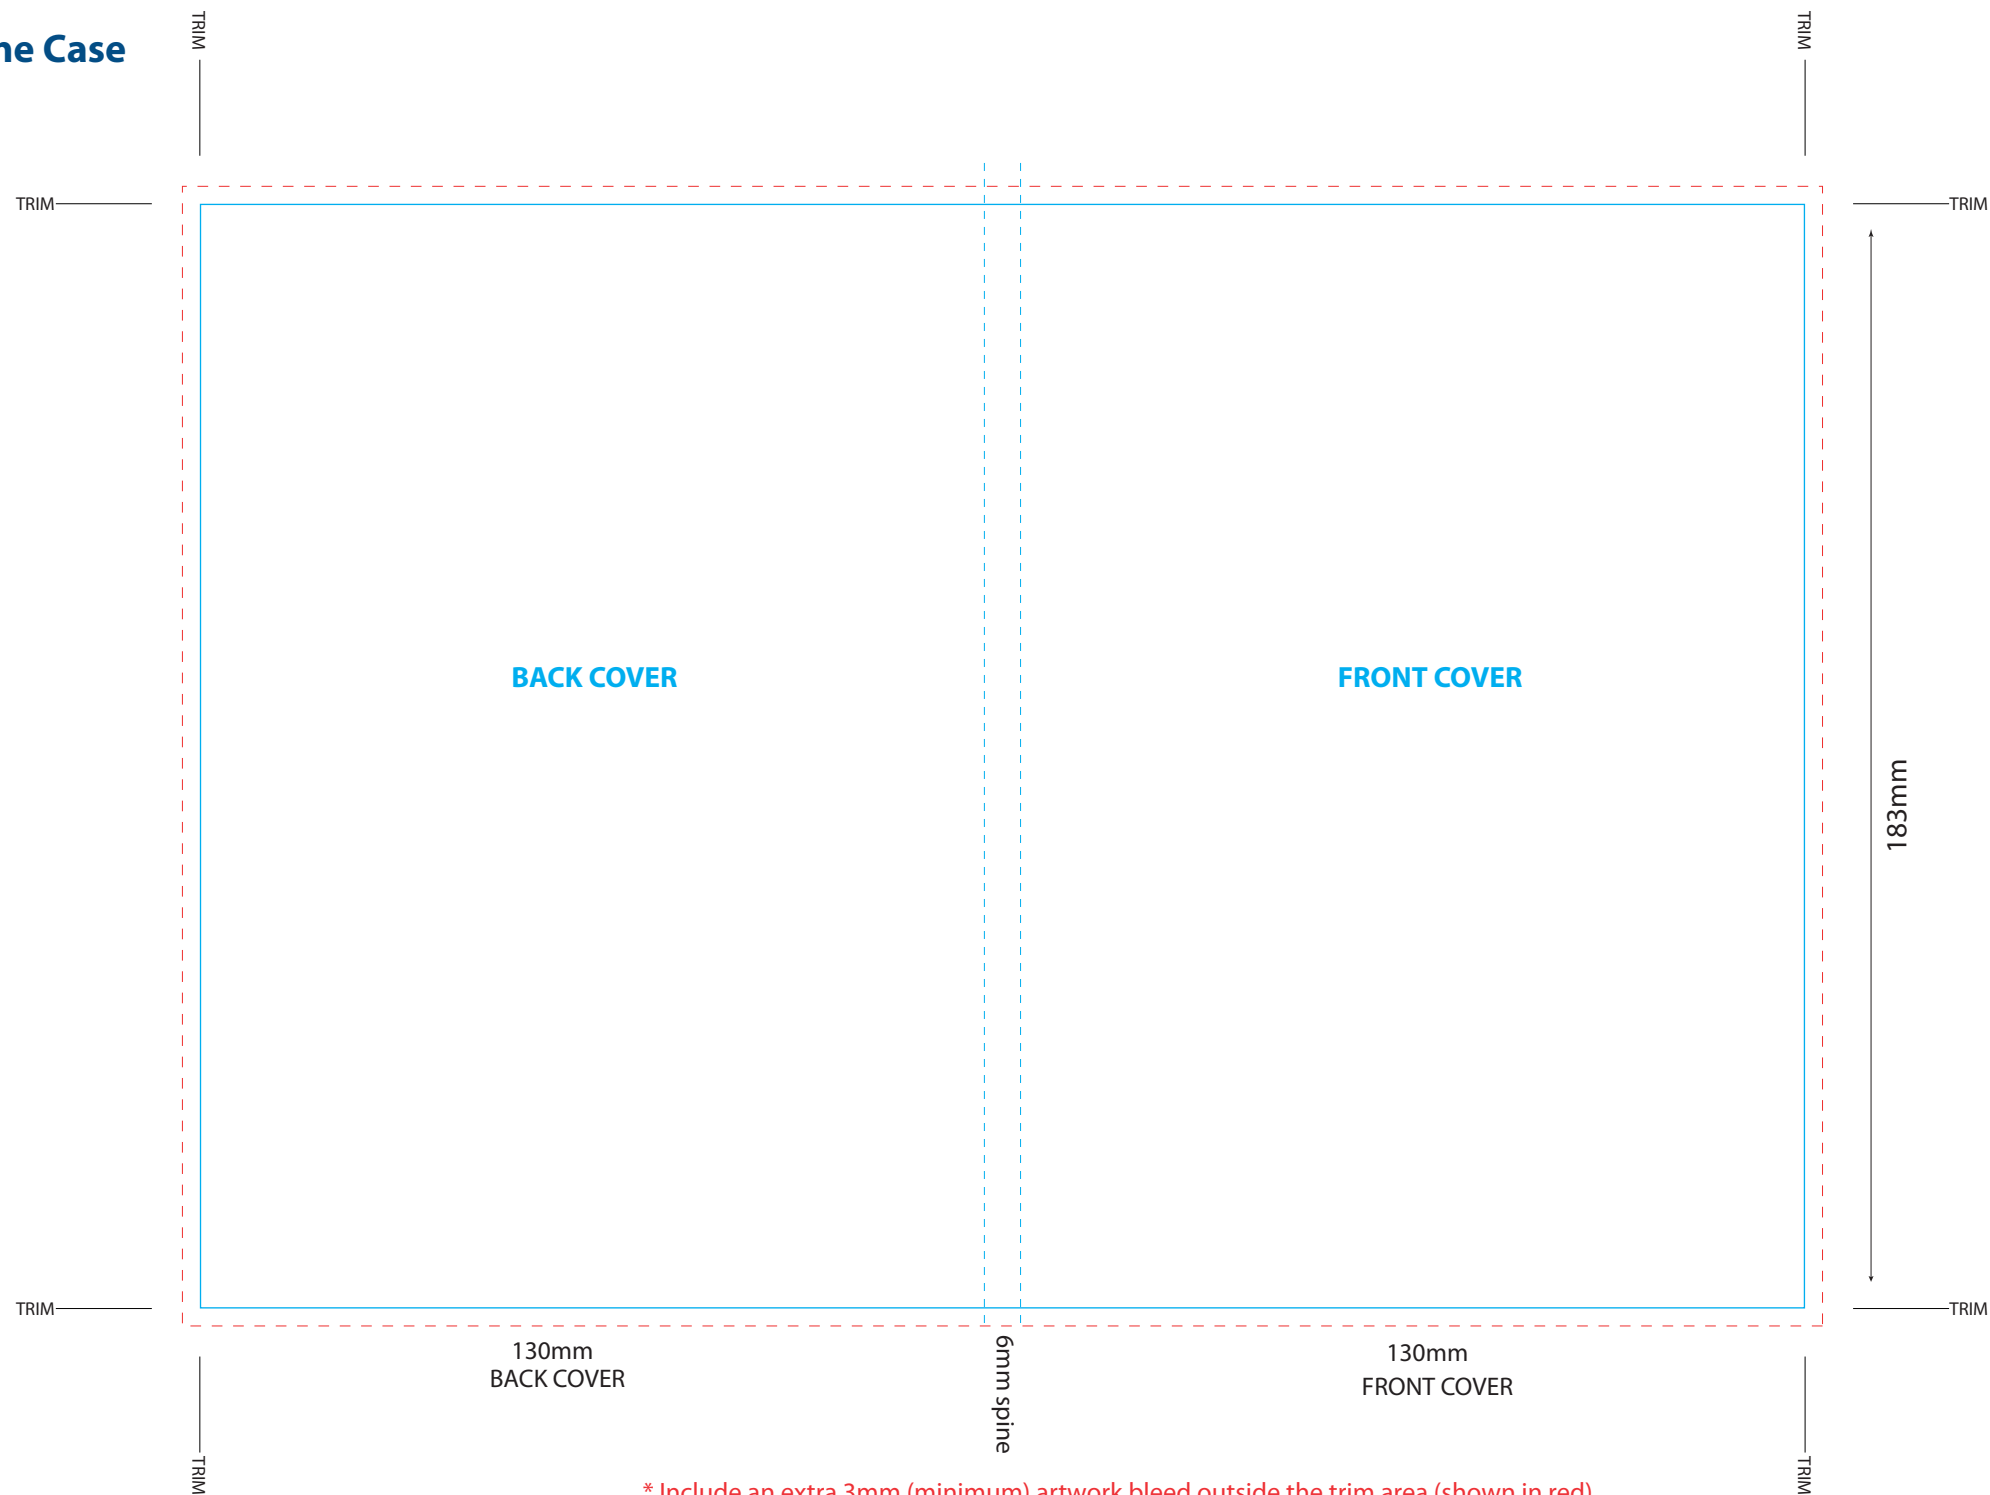 TRIM
TRIM
ne Case
TRIM
TRIM
BACK COVER
FRONT COVER
183mm
TRIM
TRIM
130mm
BACK COVER
6mm spine
130mm
FRONT COVER
TRIM
TRIM
* Include an extra 3mm (minimum) artwork bleed outside the trim area (shown in red)